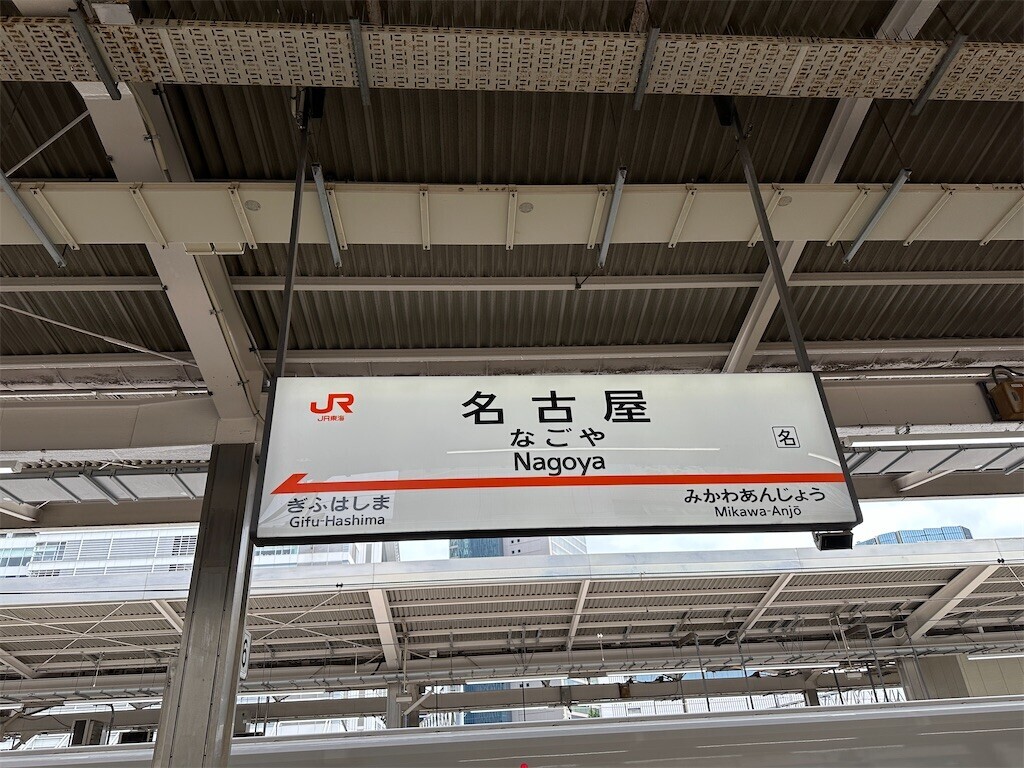 JR
JR東海
名古屋
なごや
Nagoya
名
ぎふはしま
Gifu-Hashima
みかわあんじょう
Mikawa-Anjō